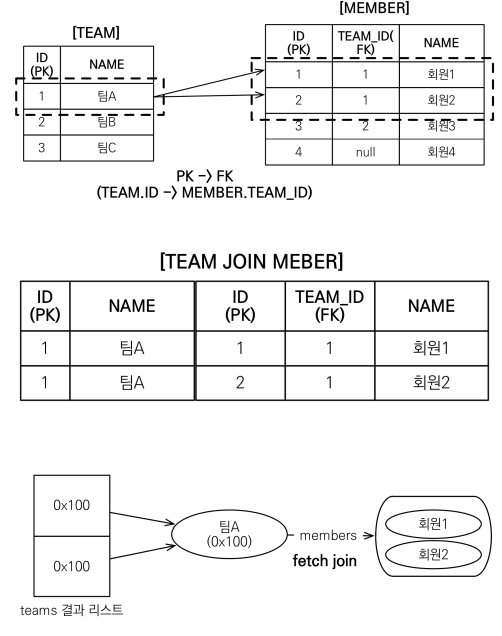 [TEAM]
ID
(PK)
NAME
1
팀A
2
팀B
3
팀C
[MEMBER]
ID
(PK)
TEAM_ID(
FK)
NAME
1
1
회원1
2
1
회원2
3
2
회원3
4
null
회원4
PK -> FK
(TEAM.ID -> MEMBER.TEAM_ID)
[TEAM JOIN MEBER]
ID
(PK)
NAME
ID
(PK)
TEAM_ID
(FK)
NAME
1
팀A
1
1
회원1
1
팀A
2
1
회원2
0x100
0x100
teams 결과 리스트
팀A
(0x100)
members
fetch join
회원1
회원2